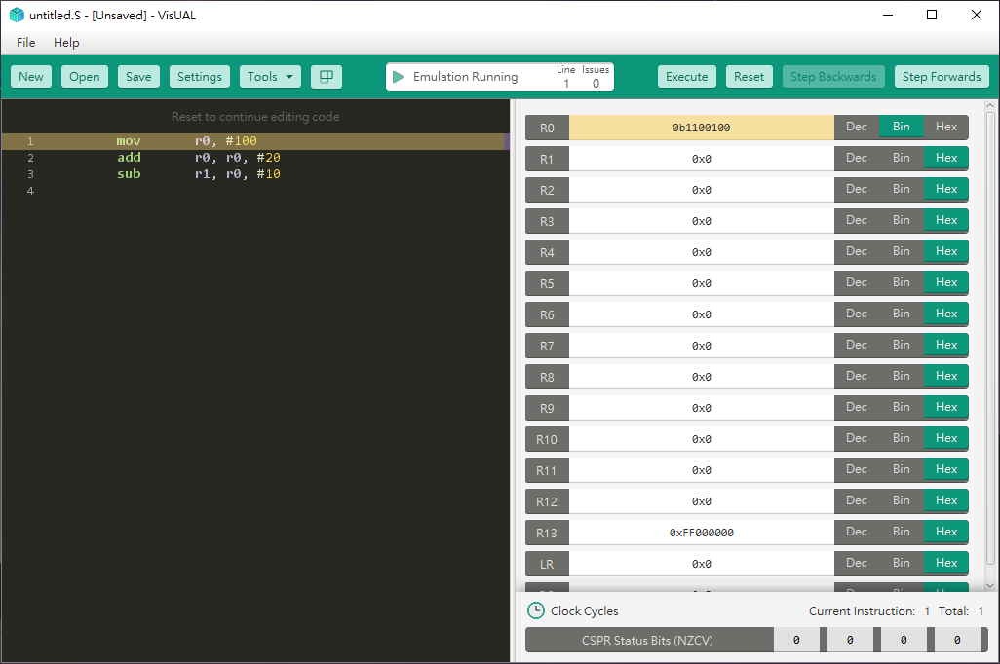 untitled.S - [Unsaved] - VisUAL
File Help
New Open Save Settings Tools Emulation Running Line Issues Execute Reset Step Backwards Step Forwards
1 0
Reset to continue editing code
1 mov r0, #100
2 add r0, r0, #20
3 sub r1, r0, #10
4
R0 0b1100100 Dec Bin Hex
R1 0x0 Dec Bin Hex
R2 0x0 Dec Bin Hex
R3 0x0 Dec Bin Hex
R4 0x0 Dec Bin Hex
R5 0x0 Dec Bin Hex
R6 0x0 Dec Bin Hex
R7 0x0 Dec Bin Hex
R8 0x0 Dec Bin Hex
R9 0x0 Dec Bin Hex
R10 0x0 Dec Bin Hex
R11 0x0 Dec Bin Hex
R12 0x0 Dec Bin Hex
R13 0xFF000000 Dec Bin Hex
LR 0x0 Dec Bin Hex
Clock Cycles Current Instruction: 1 Total: 1
CSPR Status Bits (NZCV) 0 0 0 0